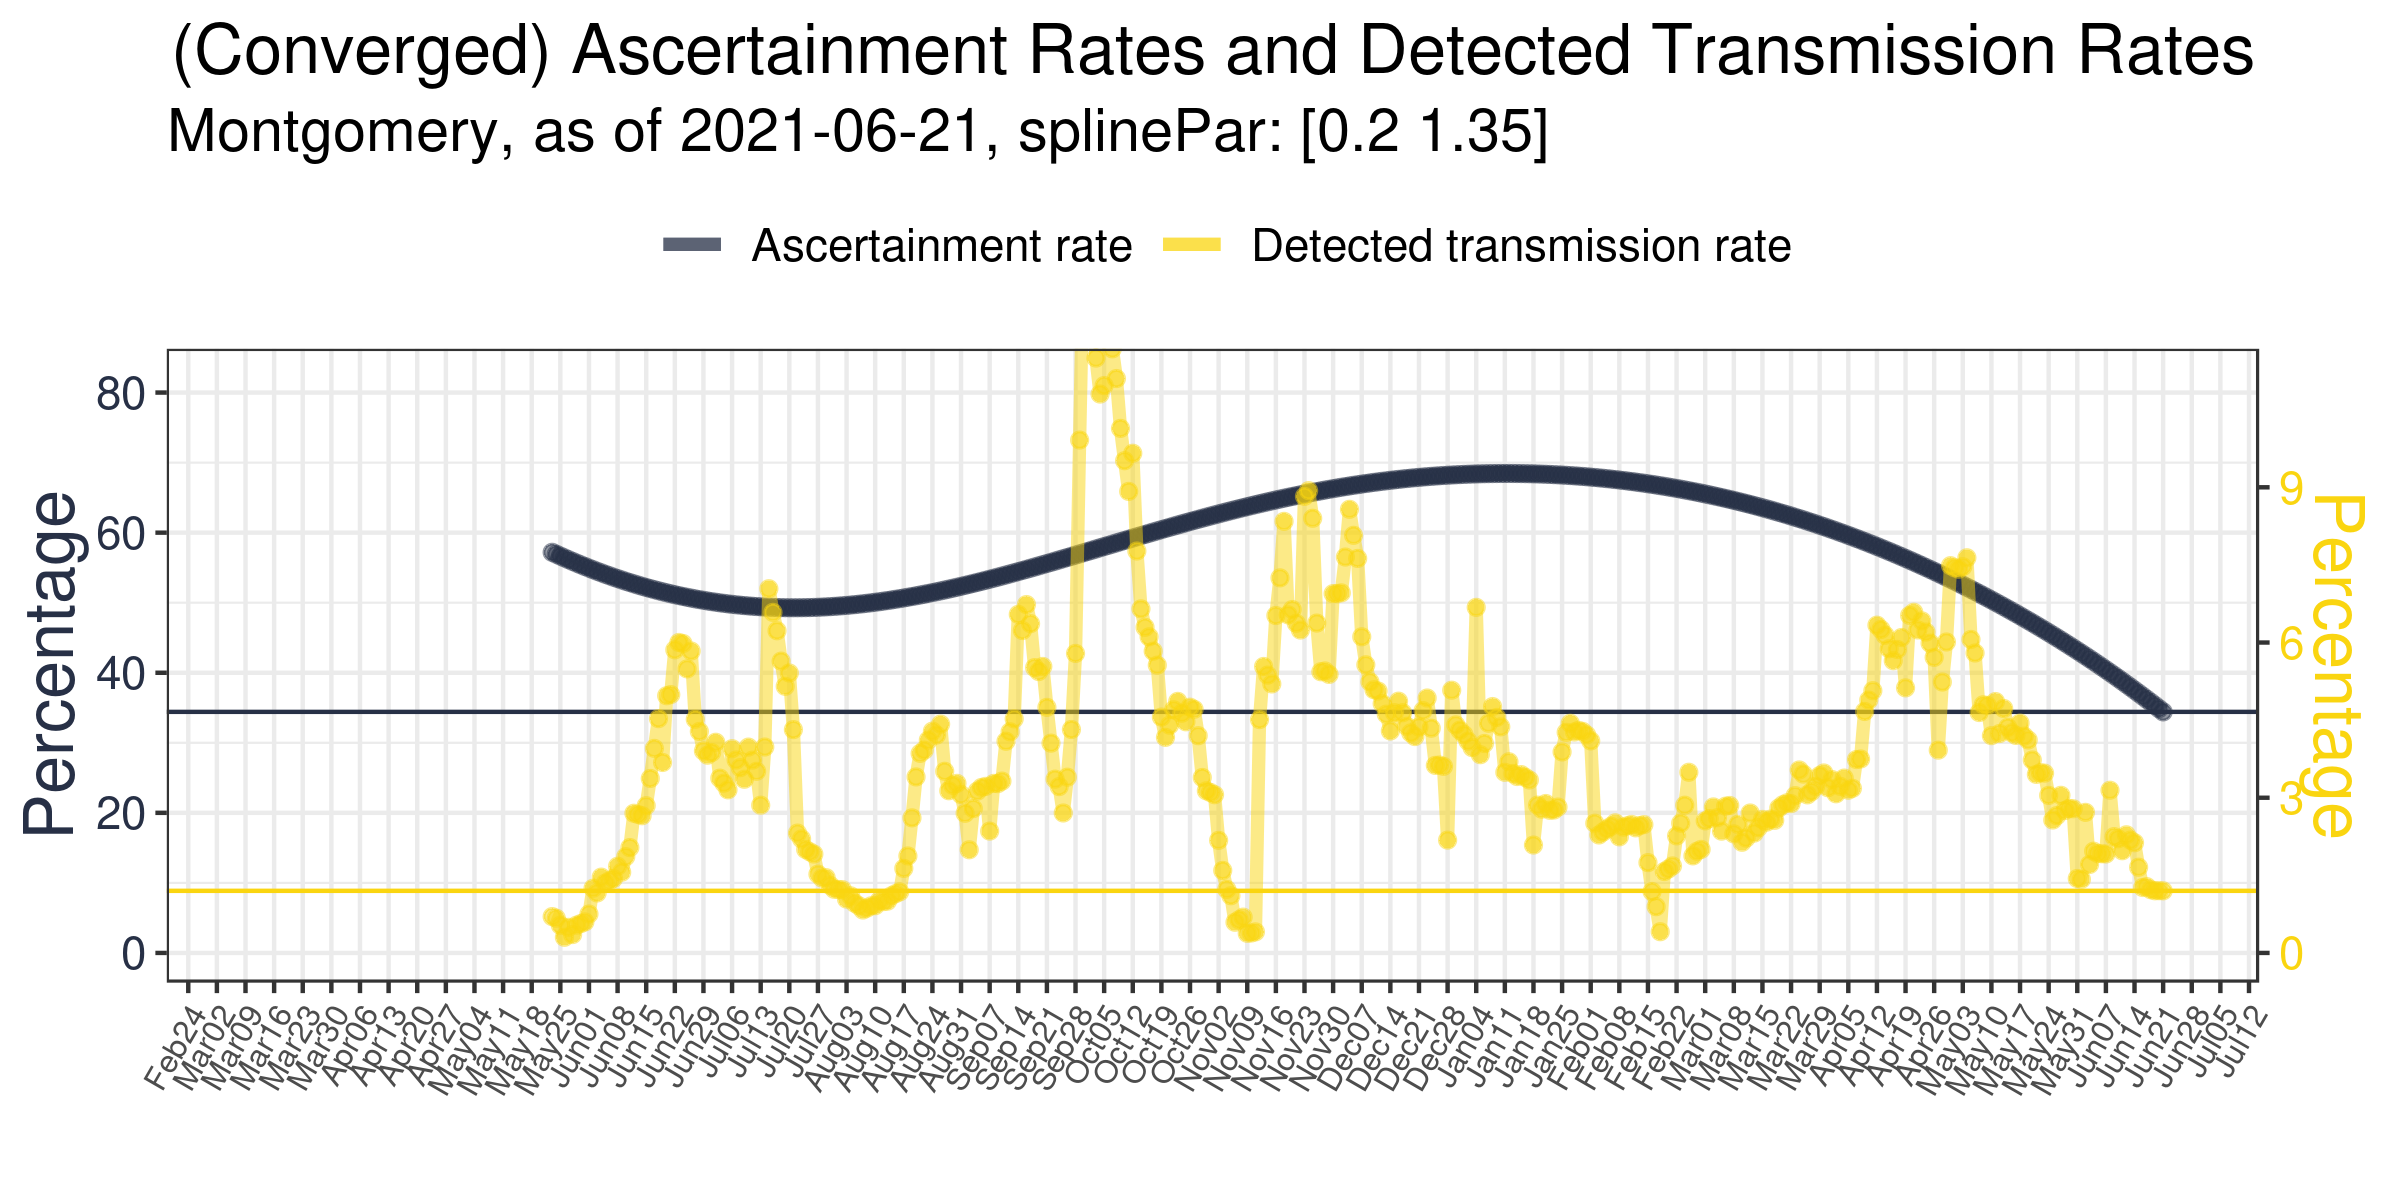 (Converged) Ascertainment Rates and Detected Transmission Rates
Montgomery, as of 2021-06-21, splinePar: [0.2 1.35]
Ascertainment rate Detected transmission rate
Percentage
80
60
40
20
0
9
6
3
0
Percentage
Feb24 Mar02 Mar09 Mar16 Mar23 Mar30 Apr06 Apr13 Apr20 Apr27 May04 May11 May18 May25 Jun01 Jun08 Jun15 Jun22 Jun29 Jul06 Jul13 Jul20 Jul27 Aug03 Aug10 Aug17 Aug24 Aug31 Sep07 Sep14 Sep21 Sep28 Oct05 Oct12 Oct19 Oct26 Nov02 Nov09 Nov16 Nov23 Nov30 Dec07 Dec14 Dec21 Dec28 Jan04 Jan11 Jan18 Jan25 Feb01 Feb08 Feb15 Feb22 Mar01 Mar08 Mar15 Mar22 Mar29 Apr05 Apr12 Apr19 Apr26 May03 May10 May17 May24 May31 Jun07 Jun14 Jun21 Jun28 Jul05 Jul12